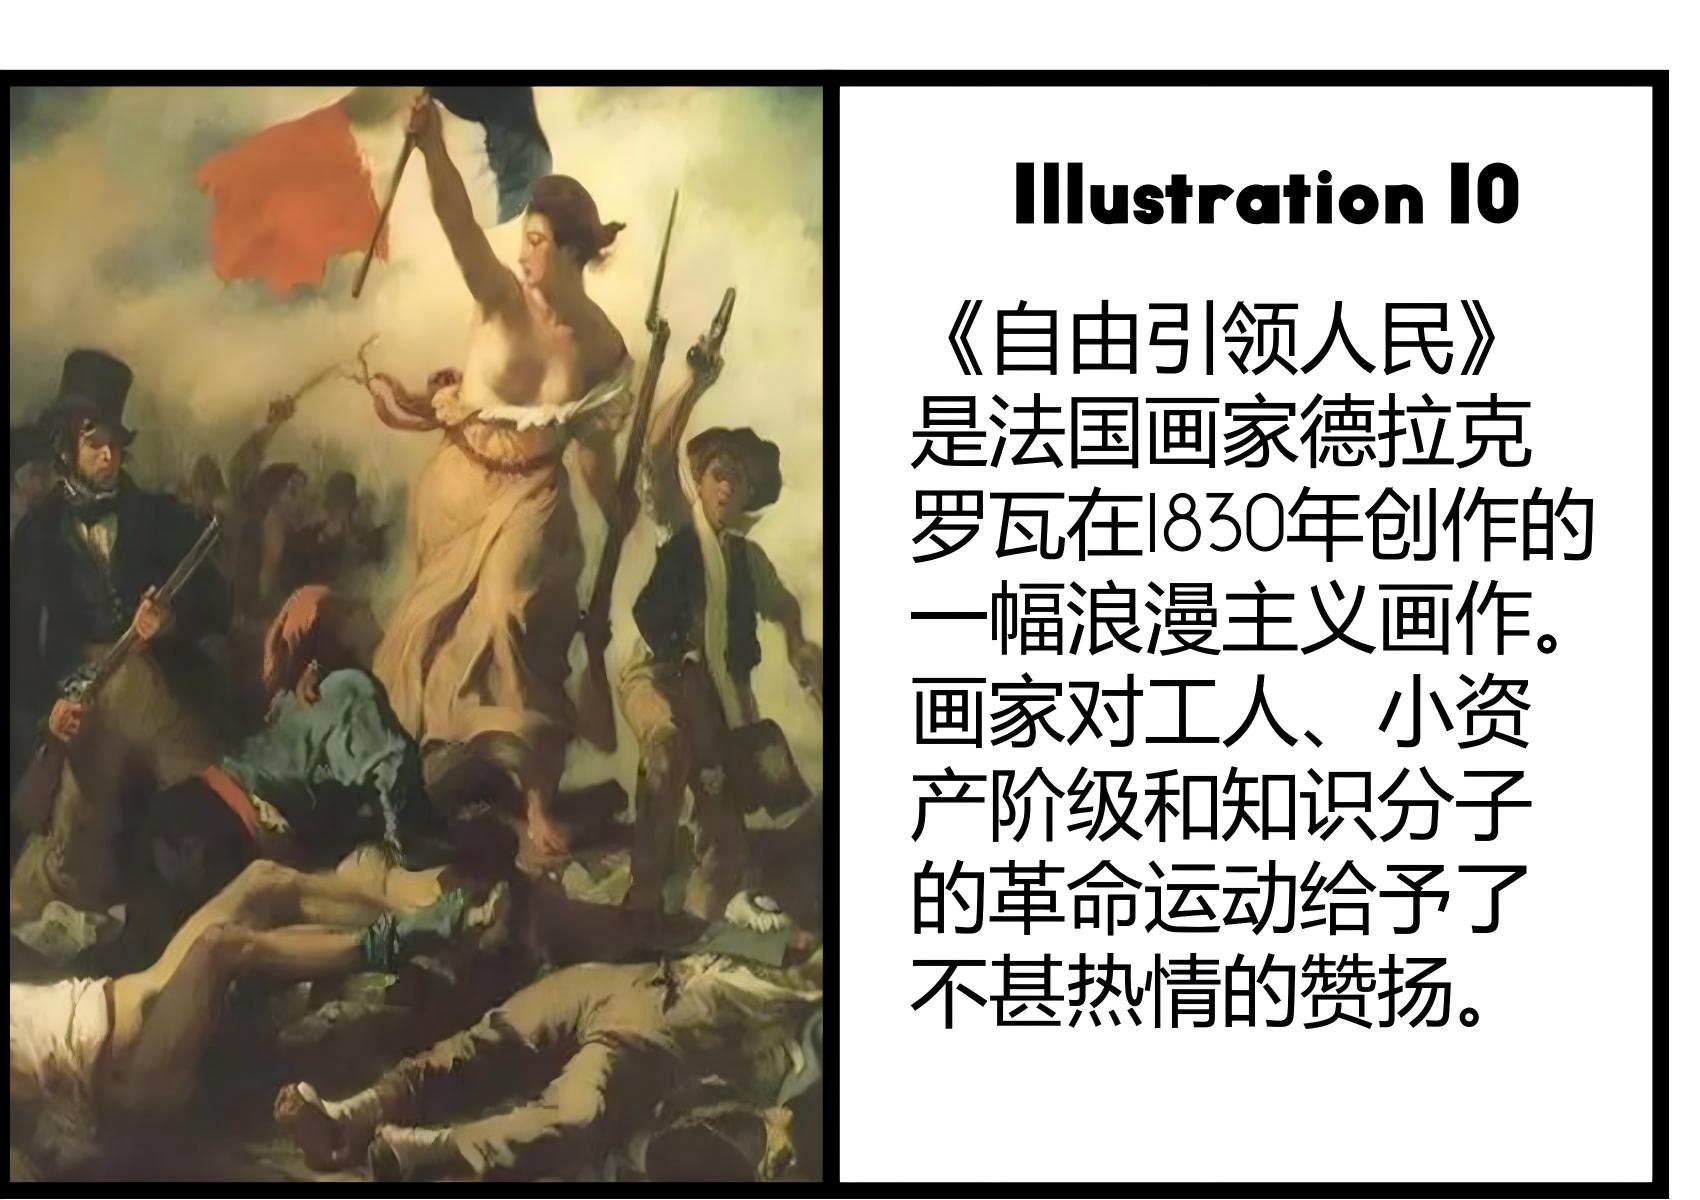 Illustration 10
《自由引领人民》
是法国画家德拉克
罗瓦在1830年创作的
一幅浪漫主义画作。
画家对工人、小资
产阶级和知识分子
的革命运动给予了
不甚热情的赞扬。